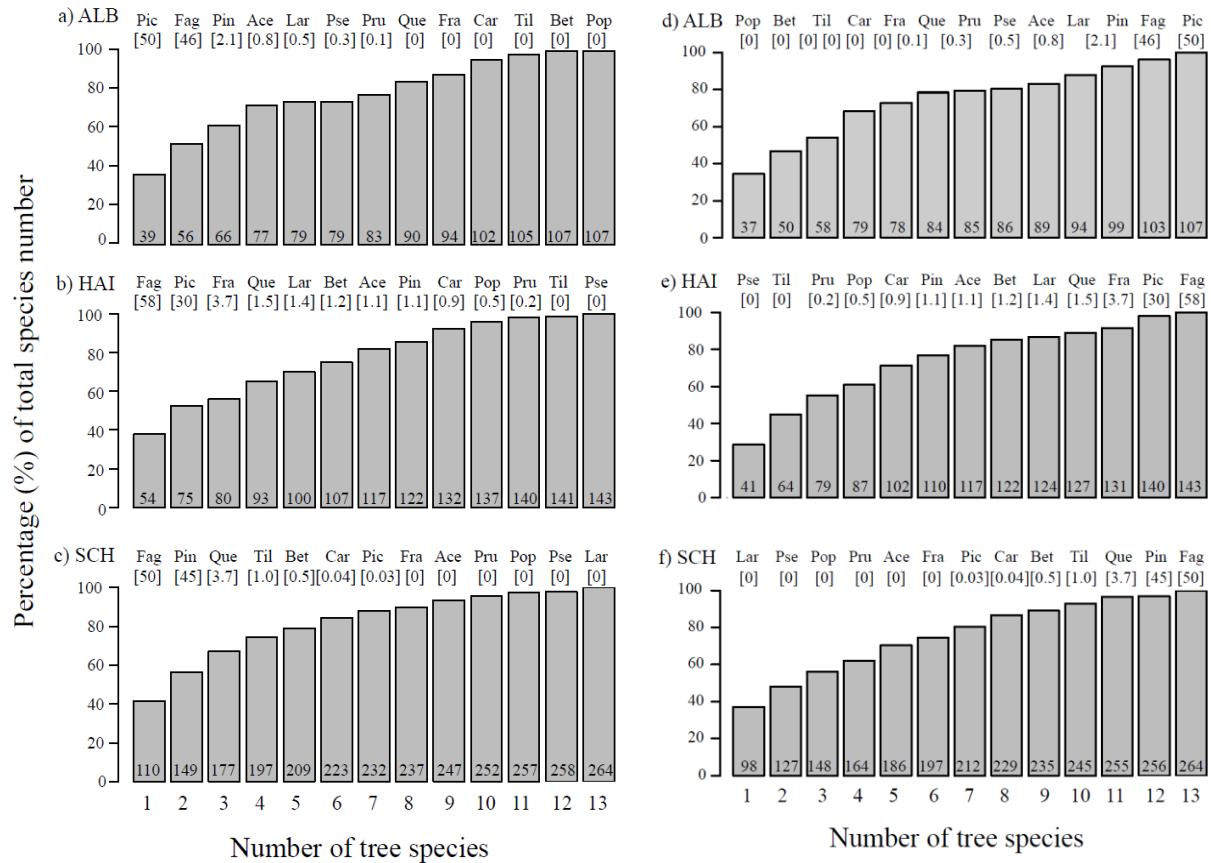 Percentage (%) of total species number
a) ALB Pic Fag Pin Ace Lar Pse Pru Que Fra Car Til Bet Pop
[50] [46] [2.1] [0.8] [0.5] [0.3] [0.1] [0] [0] [0] [0] [0] [0]
100
80
60
40
20
0
39 56 66 77 79 79 83 90 94 102 105 107 107
b) HAI Fag Pic Fra Que Lar Bet Ace Pin Car Pop Pru Til Pse
[58] [30] [3.7] [1.5] [1.4] [1.2] [1.1] [1.1] [0.9] [0.5] [0.2] [0] [0]
100
80
60
40
20
0
54 75 80 93 100 107 117 122 132 137 140 141 143
c) SCH Fag Pin Que Til Bet Car Pic Fra Ace Pru Pop Pse Lar
[50] [45] [3.7] [1.0] [0.5] [0.04] [0.03] [0] [0] [0] [0] [0] [0]
100
80
60
40
20
0
110 149 177 197 209 223 232 237 247 252 257 258 264
1 2 3 4 5 6 7 8 9 10 11 12 13
Number of tree species
d) ALB Pop Bet Til Car Fra Que Pru Pse Ace Lar Pin Fag Pic
[0] [0] [0] [0] [0] [0] [0.1] [0.3] [0.5] [0.8] [2.1] [46] [50]
100
80
60
40
20
0
37 50 58 79 78 84 85 86 89 94 99 103 107
e) HAI Pse Til Pru Pop Car Pin Ace Bet Lar Que Fra Pic Fag
[0] [0] [0.2] [0.5] [0.9] [1.1] [1.1] [1.2] [1.4] [1.5] [3.7] [30] [58]
100
80
60
40
20
0
41 64 79 87 102 110 117 122 124 127 131 140 143
f) SCH Lar Pse Pop Pru Ace Fra Pic Car Bet Til Que Pin Fag
[0] [0] [0] [0] [0] [0] [0.03] [0.04] [0.5] [1.0] [3.7] [45] [50]
100
80
60
40
20
0
98 127 148 164 186 197 212 229 235 245 255 256 264
1 2 3 4 5 6 7 8 9 10 11 12 13
Number of tree species